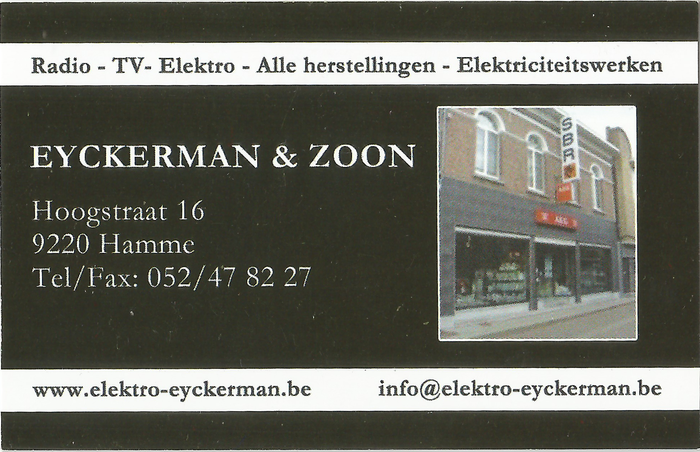 Radio - TV- Elektro - Alle herstellingen - Elektriciteitswerken
EYCKERMAN & ZOON
Hoogstraat 16
9220 Hamme
Tel/Fax: 052/47 82 27
SBR
AEG
AEG
www.elektro-eyckerman.be
info@elektro-eyckerman.be